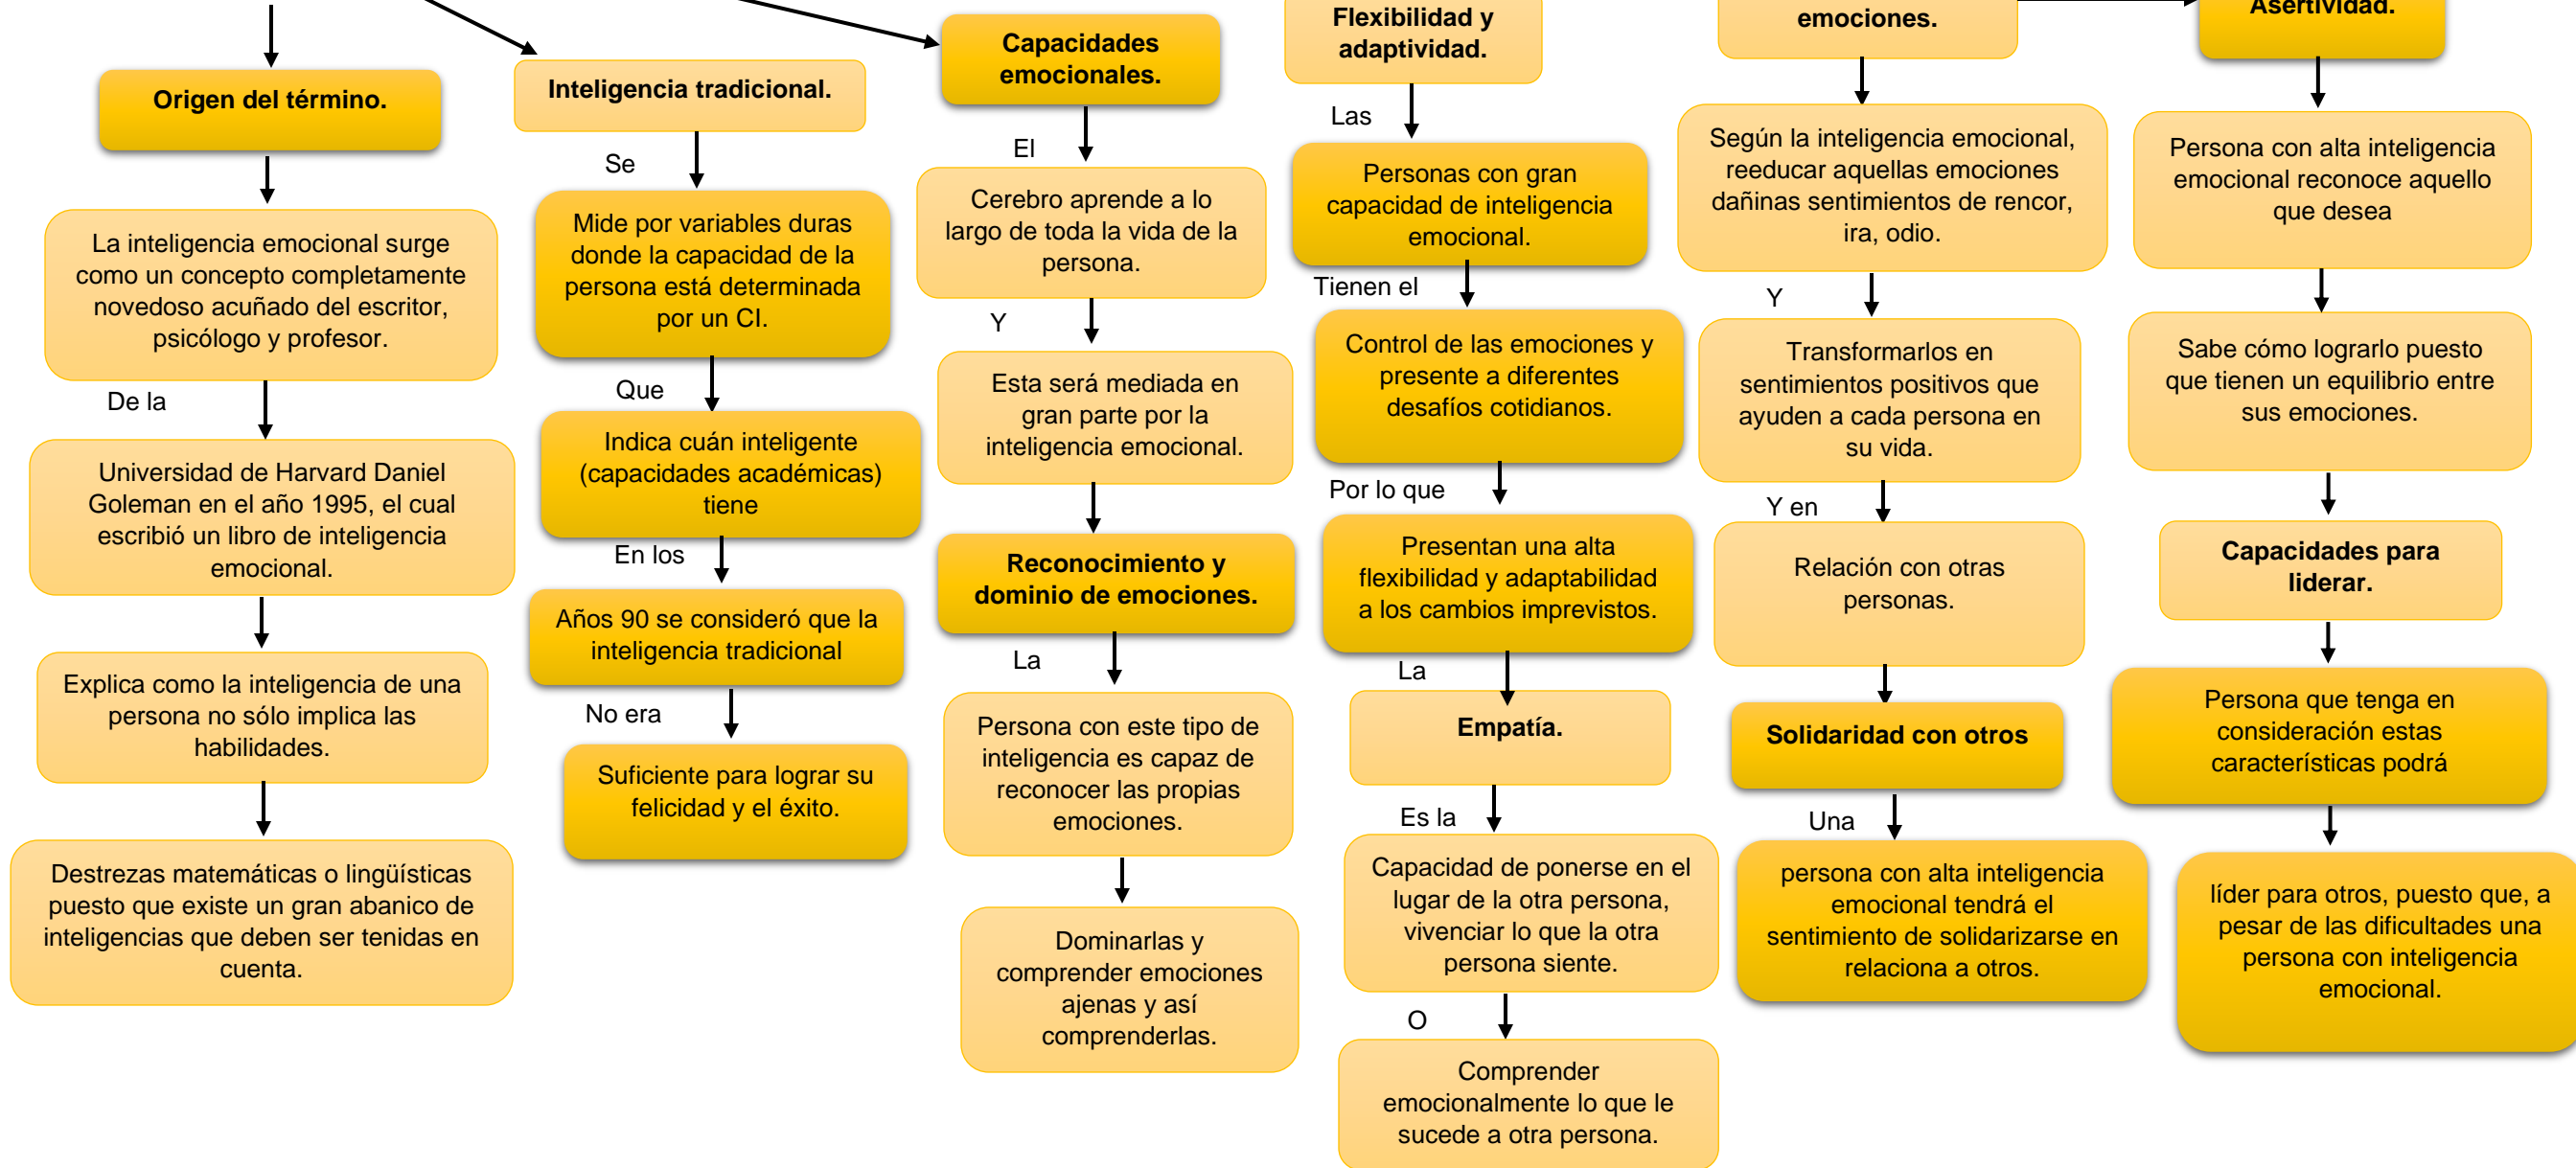 Origen del término.
La inteligencia emocional surge
como un concepto completamente
novedoso acuñado del escritor,
psicólogo y profesor.
De la
Universidad de Harvard Daniel
Goleman en el año 1995, el cual
escribió un libro de inteligencia
emocional.
Explica como la inteligencia de una
persona no sólo implica las
habilidades.
Destrezas matemáticas o lingüísticas
puesto que existe un gran abanico de
inteligencias que deben ser tenidas en
cuenta.
Inteligencia tradicional.
Se
Mide por variables duras
donde la capacidad de la
persona está determinada
por un CI.
Que
Indica cuán inteligente
(capacidades académicas)
tiene
En los
Años 90 se consideró que la
inteligencia tradicional
No era
Suficiente para lograr su
felicidad y el éxito.
Capacidades
emocionales.
El
Cerebro aprende a lo
largo de toda la vida de la
persona.
Y
Esta será mediada en
gran parte por la
inteligencia emocional.
Reconocimiento y
dominio de emociones.
La
Persona con este tipo de
inteligencia es capaz de
reconocer las propias
emociones.
Dominarlas y
comprender emociones
ajenas y así
comprenderlas.
Flexibilidad y
adaptividad.
Las
Personas con gran
capacidad de inteligencia
emocional.
Tienen el
Control de las emociones y
presente a diferentes
desafíos cotidianos.
Por lo que
Presentan una alta
flexibilidad y adaptabilidad
a los cambios imprevistos.
La
Empatía.
Es la
Capacidad de ponerse en el
lugar de la otra persona,
vivenciar lo que la otra
persona siente.
O
Comprender
emocionalmente lo que le
sucede a otra persona.
emociones.
Según la inteligencia emocional,
reeducar aquellas emociones
dañinas sentimientos de rencor,
ira, odio.
Y
Transformarlos en
sentimientos positivos que
ayuden a cada persona en
su vida.
Y en
Relación con otras
personas.
Solidaridad con otros
Una
persona con alta inteligencia
emocional tendrá el
sentimiento de solidarizarse en
relaciona a otros.
Asertividad.
Persona con alta inteligencia
emocional reconoce aquello
que desea
Sabe cómo lograrlo puesto
que tienen un equilibrio entre
sus emociones.
Capacidades para
liderar.
Persona que tenga en
consideración estas
características podrá
líder para otros, puesto que, a
pesar de las dificultades una
persona con inteligencia
emocional.